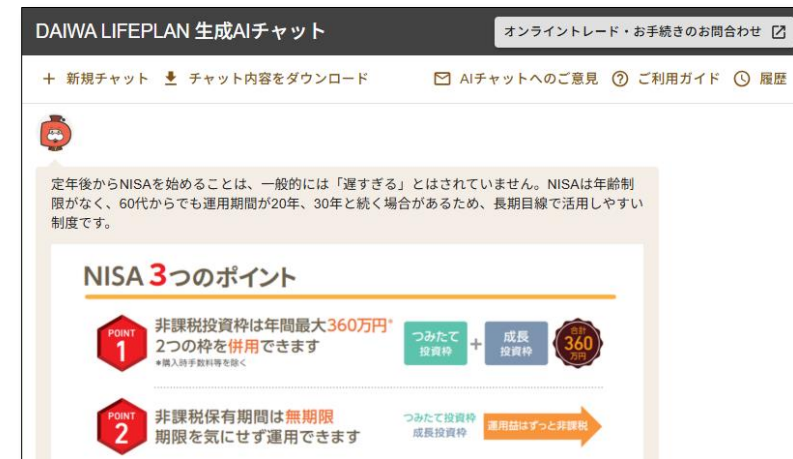 DAIWA LIFEPLAN 生成AIチャット
オンライントレード・お手続きのお問合わせ
新規チャット
チャット内容をダウンロード
AIチャットへのご意見
ご利用ガイド
履歴
定年後からNISAを始めることは、一般的には「遅すぎる」とはされていません。NISAは年齢制
限がなく、60代からでも運用期間が20年、30年と続く場合があるため、長期目線で活用しやすい
制度です。
NISA 3つのポイント
POINT
1
非課税投資枠は年間最大360万円*
2つの枠を併用できます
*購入時手数料等を除く
つみたて
投資枠
+
成長
投資枠
合計
360
万円
POINT
2
非課税保有期間は無期限
期限を気にせず運用できます
つみたて投資枠
成長投資枠
運用益はずっと非課税